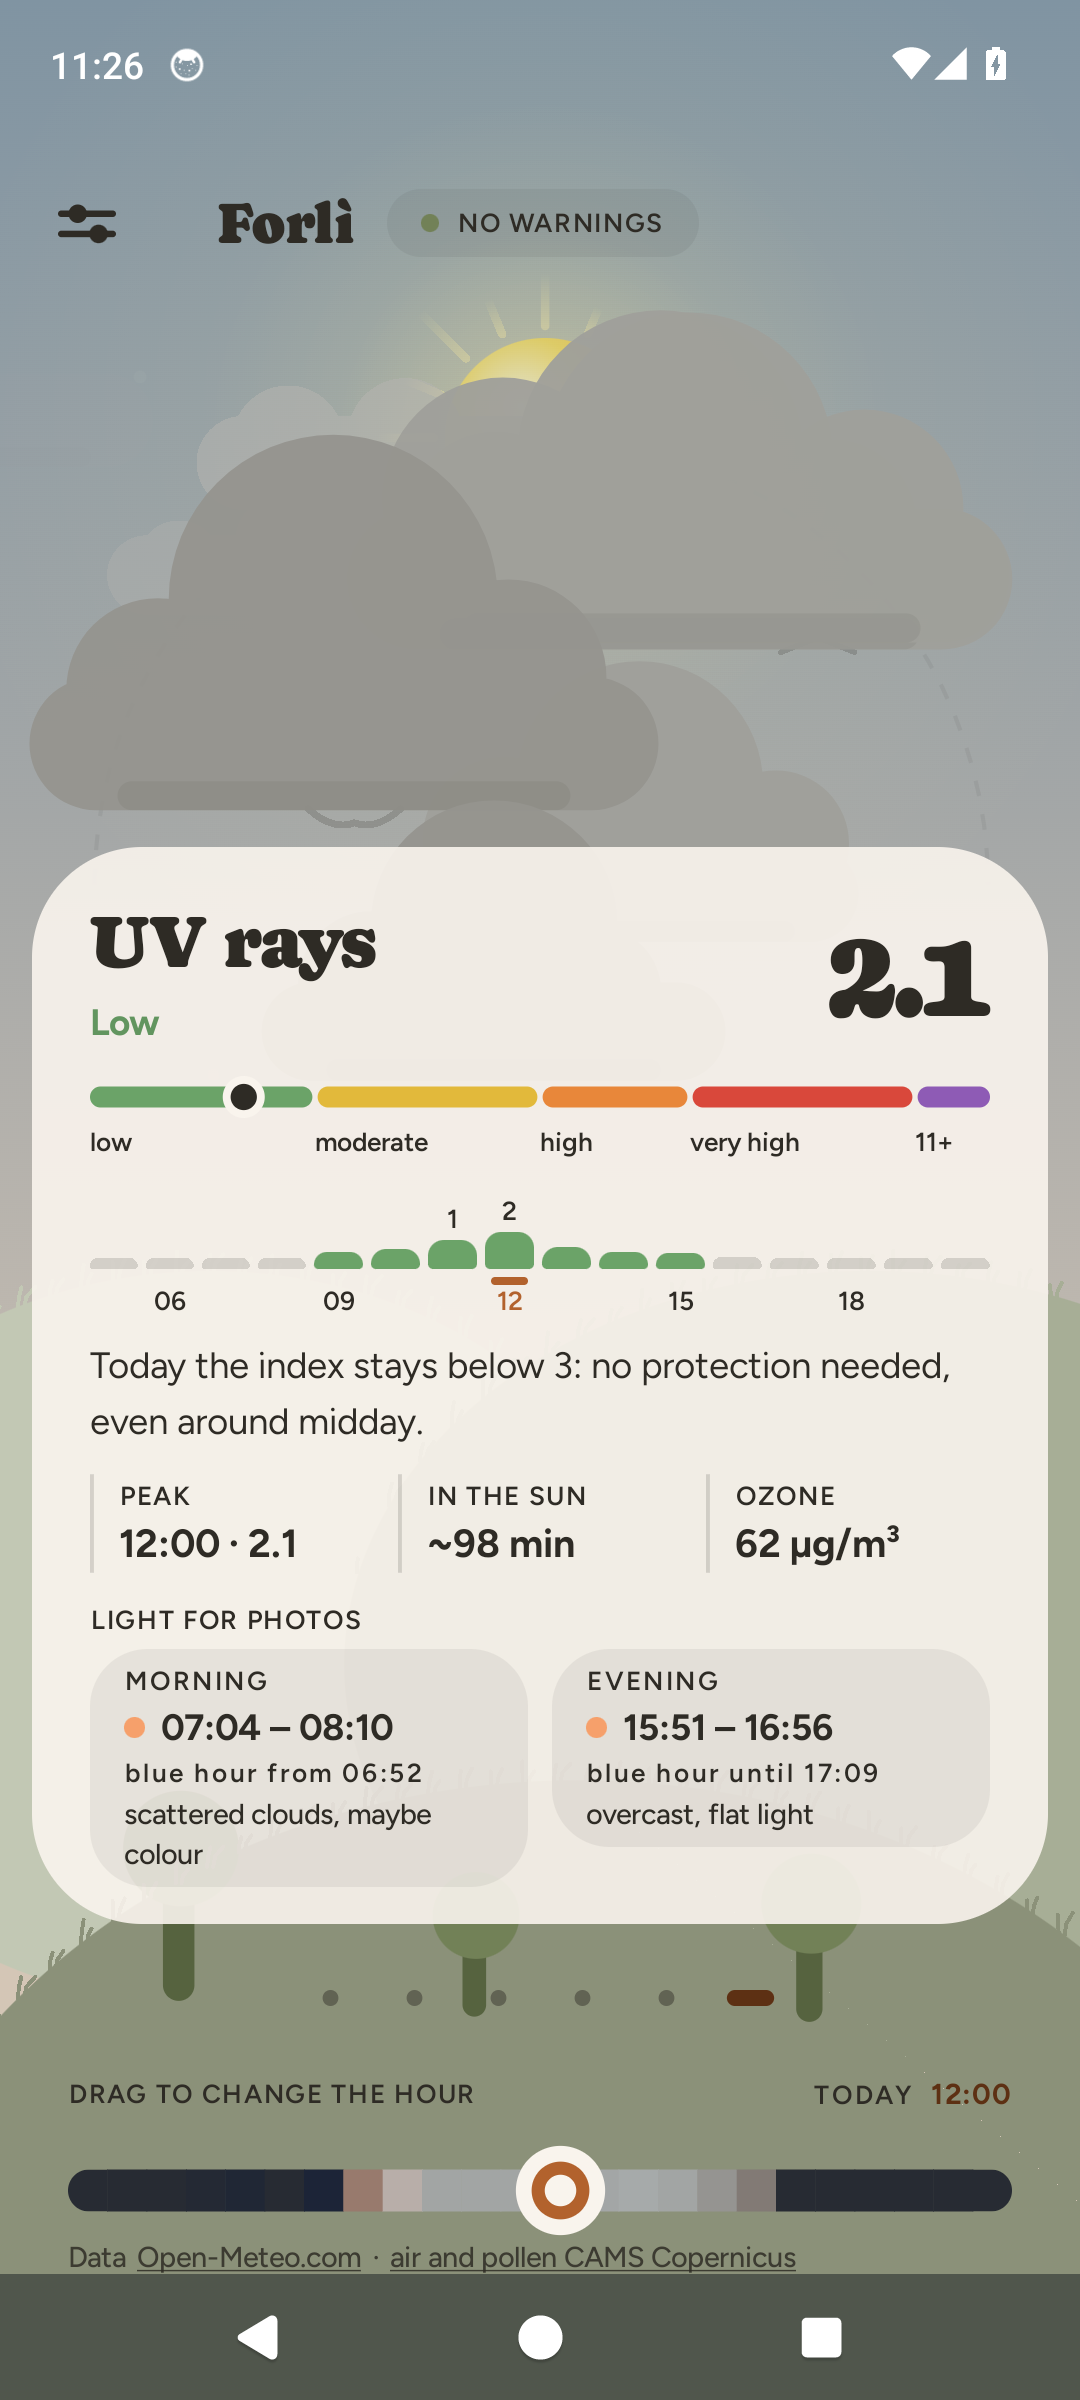 11:26
Forlì
NO WARNINGS
UV rays
2.1
Low
low moderate high very high 11+
1 2
06 09 12 15 18
Today the index stays below 3: no protection needed,
even around midday.
PEAK IN THE SUN OZONE
12:00 · 2.1 ~98 min 62 µg/m³
LIGHT FOR PHOTOS
MORNING
07:04 – 08:10
blue hour from 06:52
scattered clouds, maybe
colour
EVENING
15:51 – 16:56
blue hour until 17:09
overcast, flat light
DRAG TO CHANGE THE HOUR TODAY 12:00
Data Open-Meteo.com · air and pollen CAMS Copernicus